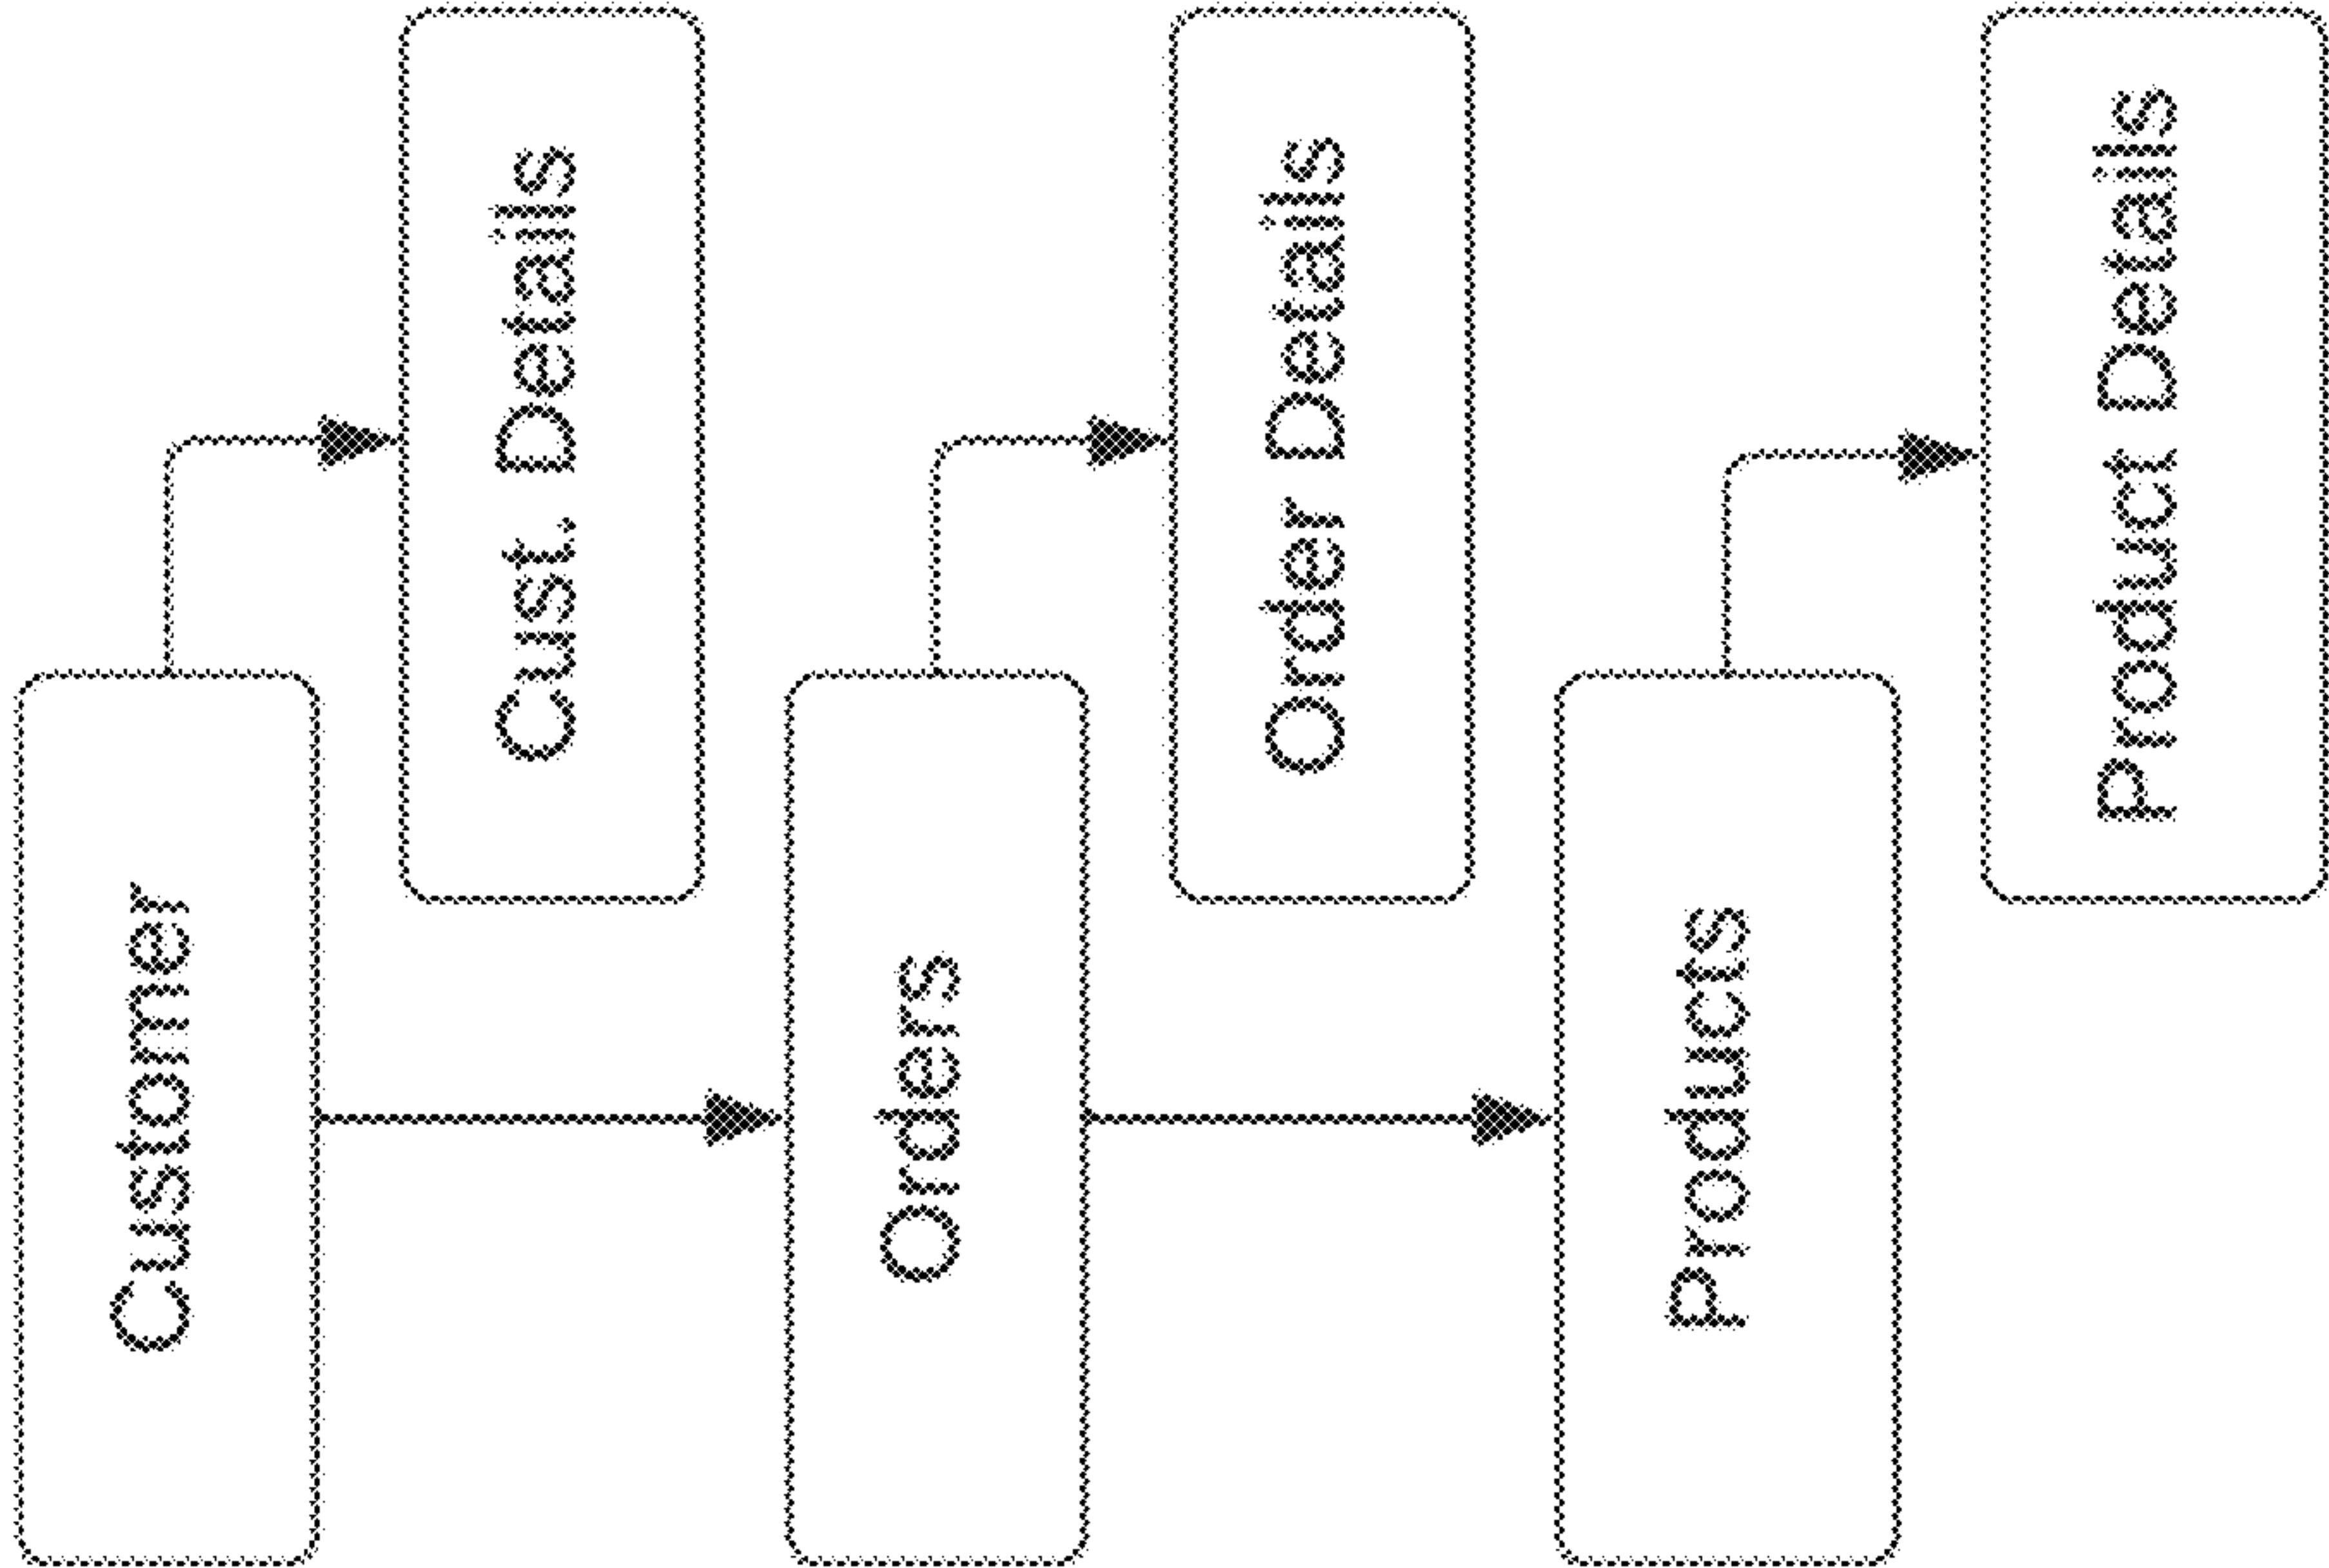 Customer
Cust. Details
Orders
Order Details
Products
Product Details